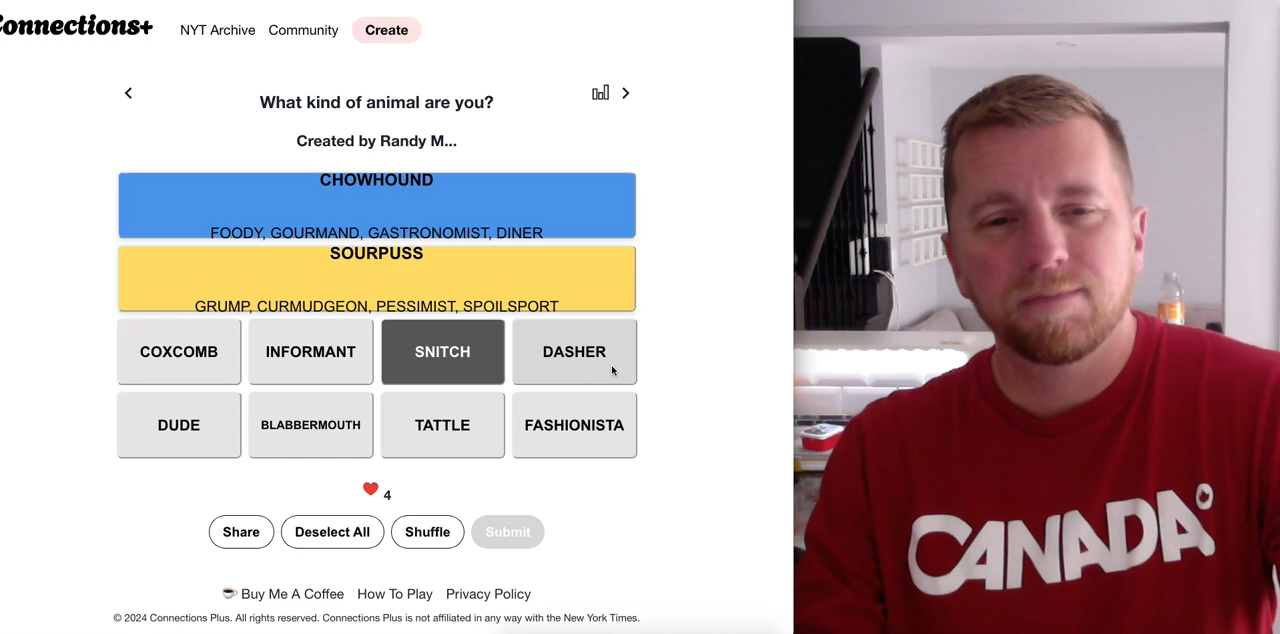 Connections+
NYT Archive Community Create
What kind of animal are you?
Created by Randy M...
CHOWHOUND
FOODY, GOURMAND, GASTRONOMIST, DINER
SOURPUSS
GRUMP, CURMUDGEON, PESSIMIST, SPOILSPORT
COXCOMB INFORMANT SNITCH DASHER
DUDE BLABBERMOUTH TATTLE FASHIONISTA
4
Share Deselect All Shuffle Submit
Buy Me A Coffee How To Play Privacy Policy
© 2024 Connections Plus. All rights reserved. Connections Plus is not affiliated in any way with the New York Times.
CANADA